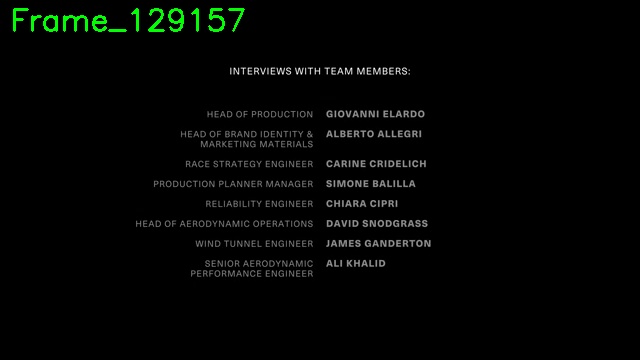 Frame_129157
INTERVIEWS WITH TEAM MEMBERS:
HEAD OF PRODUCTION GIOVANNI ELARDO
HEAD OF BRAND IDENTITY & ALBERTO ALLEGRI
MARKETING MATERIALS
RACE STRATEGY ENGINEER CARINE CRIDELICH
PRODUCTION PLANNER MANAGER SIMONE BALILLA
RELIABILITY ENGINEER CHIARA CIPRI
HEAD OF AERODYNAMIC OPERATIONS DAVID SNODGRASS
WIND TUNNEL ENGINEER JAMES GANDERTON
SENIOR AERODYNAMIC ALI KHALID
PERFORMANCE ENGINEER